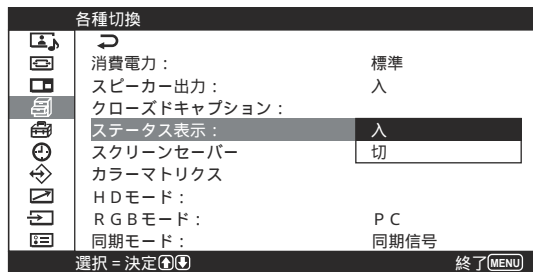 各種切換
消費電力： 標準
スピーカー出力： 入
クローズドキャプション：
ステータス表示： 入
スクリーンセーバー 切
カラーマトリクス
ＨＤモード：
ＲＧＢモード： ＰＣ
同期モード： 同期信号
選択＝決定 終了 MENU